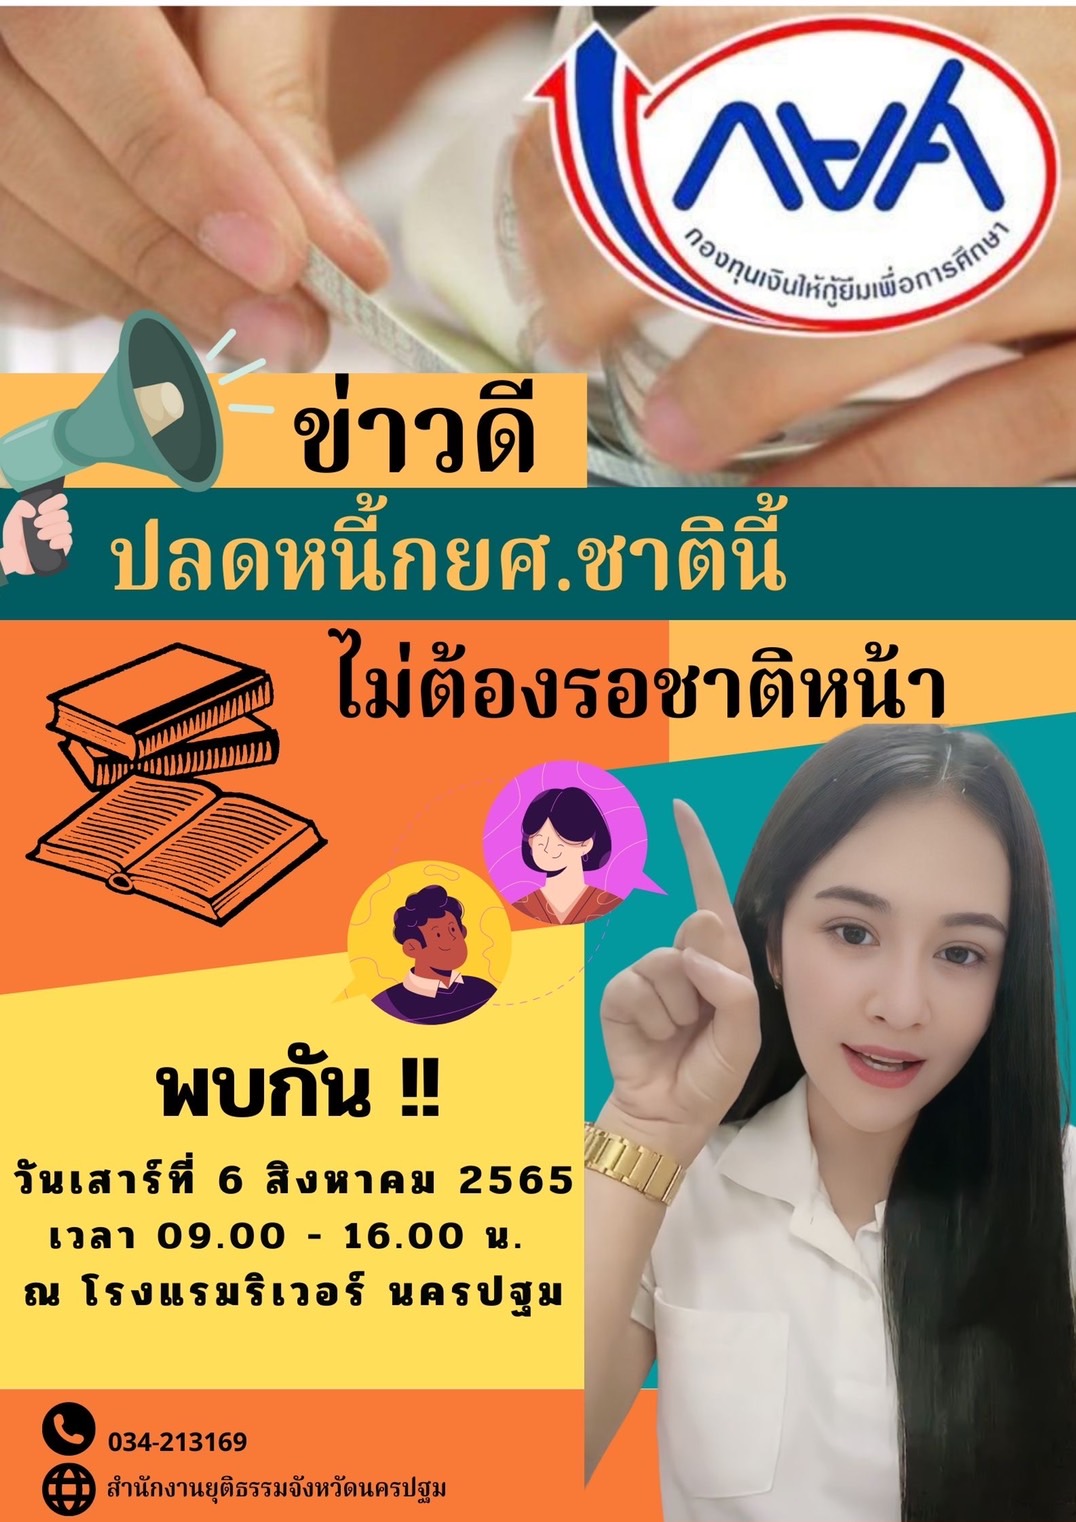 กยศ
กองทุนเงินให้กู้ยืมเพื่อการศึกษา
ข่าวดี
ปลดหนี้กยศ.ชาตินี้
ไม่ต้องรอชาติหน้า
พบกัน !!
วันเสาร์ที่ 6 สิงหาคม 2565
เวลา 09.00 - 16.00 น.
ณ โรงแรมริเวอร์ นครปฐม
034-213169
สำนักงานยุติธรรมจังหวัดนครปฐม